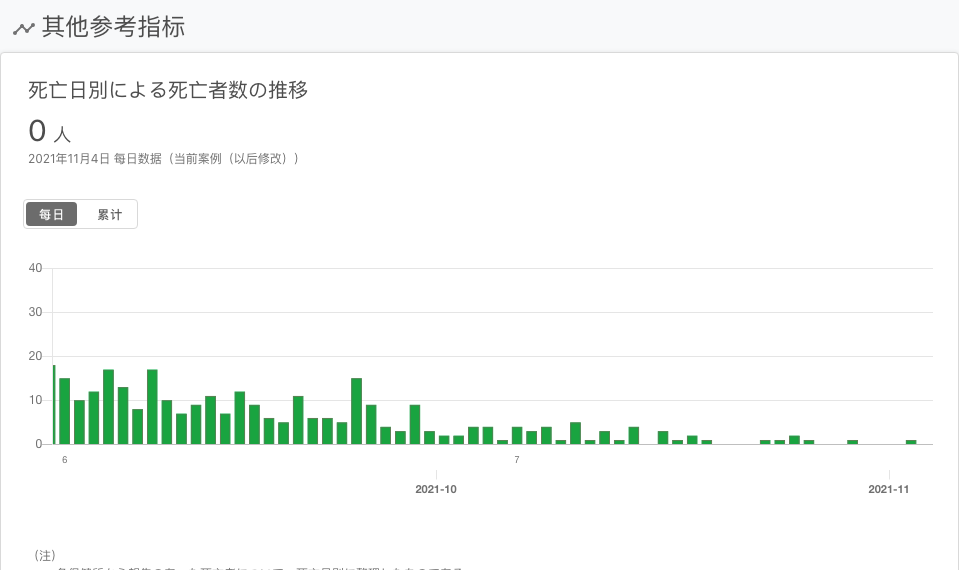 其他参考指标
死亡日別による死亡者数の推移
0 人
2021年11月4日 每日数据（当前案例（以后修改））
每日 累计
40
30
20
10
0
6 7
2021-10 2021-11
（注）